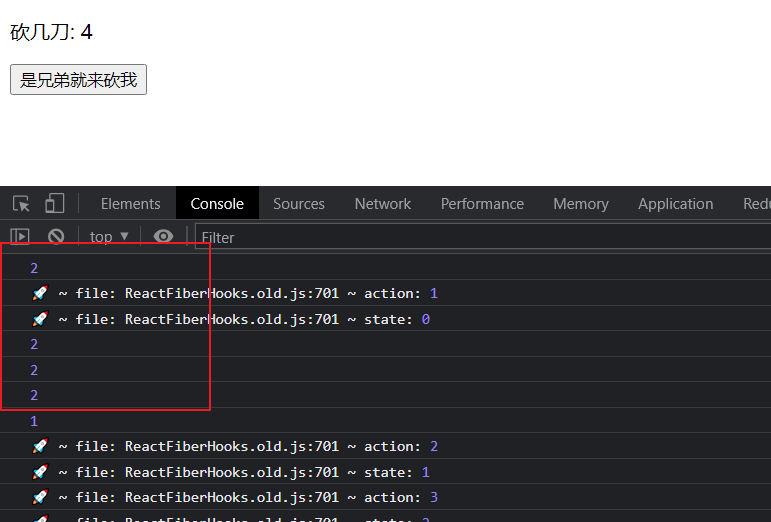 砍几刀: 4
是兄弟就来砍我
Elements Console Sources Network Performance Memory Application Redu
top ▼ Filter
2
🚀 ~ file: ReactFiberHooks.old.js:701 ~ action: 1
🚀 ~ file: ReactFiberHooks.old.js:701 ~ state: 0
2
2
2
1
🚀 ~ file: ReactFiberHooks.old.js:701 ~ action: 2
🚀 ~ file: ReactFiberHooks.old.js:701 ~ state: 1
🚀 ~ file: ReactFiberHooks.old.js:701 ~ action: 3